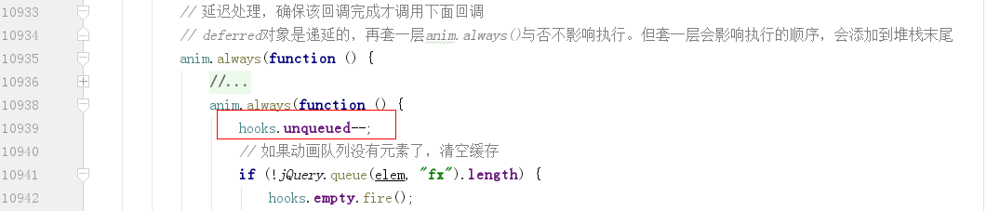 10933 // 延迟处理，确保该回调完成才调用下面回调
10934 // deferred对象是递延的，再套一层anim.always()与否不影响执行。但套一层会影响执行的顺序，会添加到堆栈末尾
10935 anim.always(function () {
10936 //...
10938 anim.always(function () {
10939 hooks.unqueued--;
10940 // 如果动画队列没有元素了，清空缓存
10941 if (!jQuery.queue(elem, "fx").length) {
10942 hooks.empty.fire();